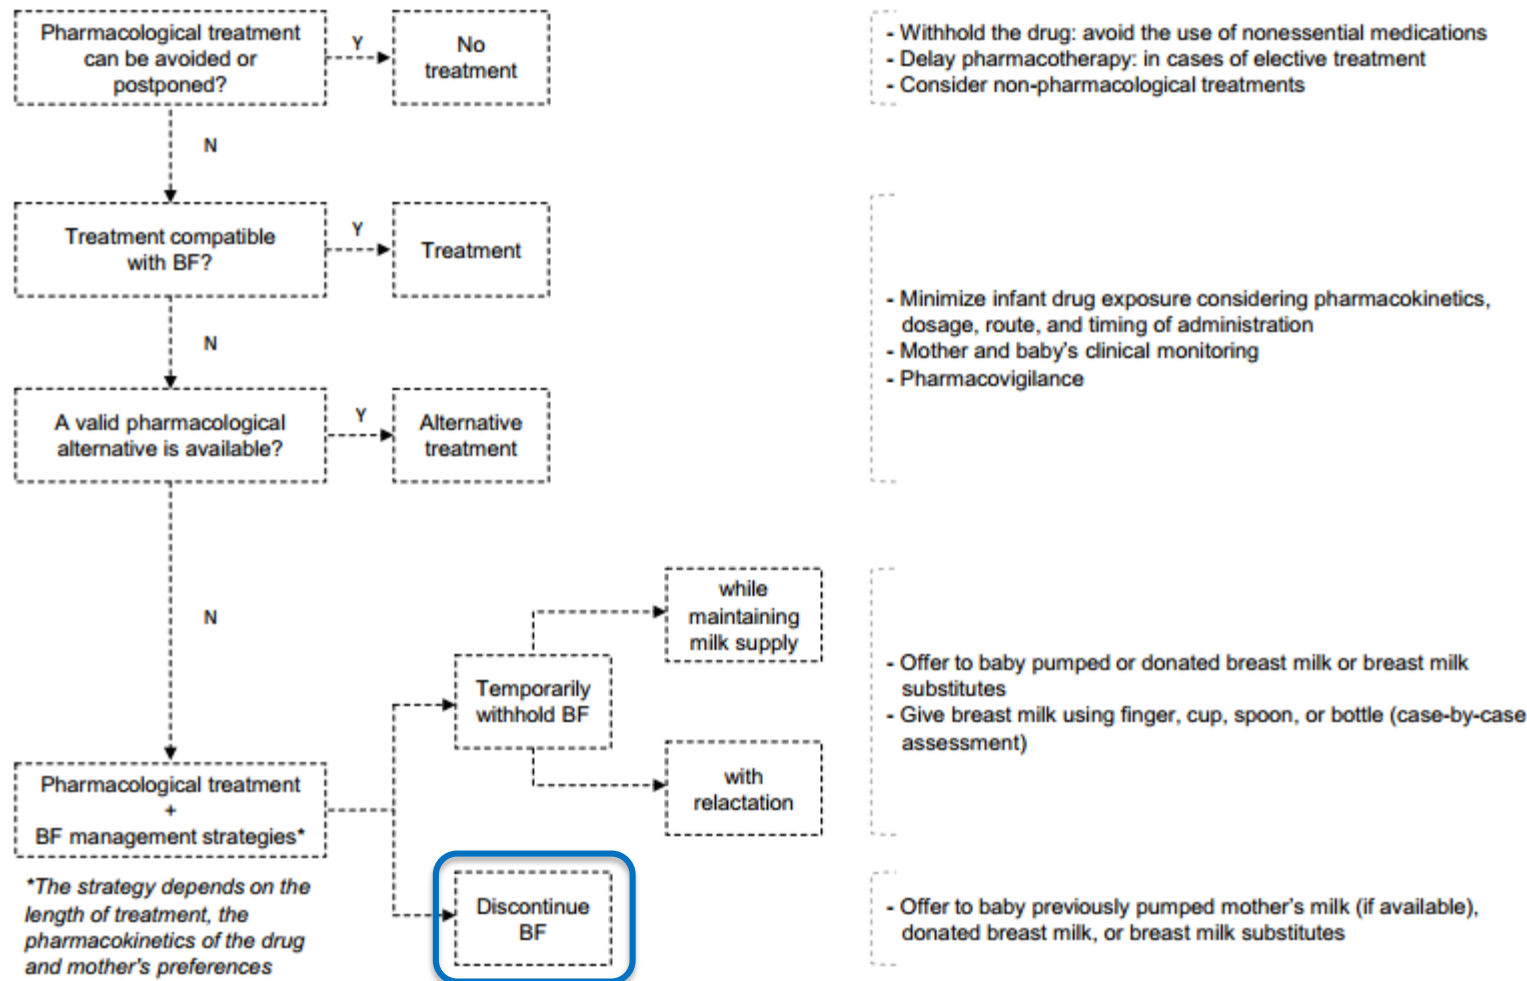 Pharmacological treatment
can be avoided or
postponed?
Y
No
treatment
- Withhold the drug: avoid the use of nonessential medications
- Delay pharmacotherapy: in cases of elective treatment
- Consider non-pharmacological treatments
N
Treatment compatible
with BF?
Y
Treatment
N
A valid pharmacological
alternative is available?
Y
Alternative
treatment
- Minimize infant drug exposure considering pharmacokinetics,
dosage, route, and timing of administration
- Mother and baby's clinical monitoring
- Pharmacovigilance
N
Pharmacological treatment
+
BF management strategies*
*The strategy depends on the
length of treatment, the
pharmacokinetics of the drug
and mother's preferences
Temporarily
withhold BF
while
maintaining
milk supply
with
relactation
- Offer to baby pumped or donated breast milk or breast milk
substitutes
- Give breast milk using finger, cup, spoon, or bottle (case-by-case
assessment)
Discontinue
BF
- Offer to baby previously pumped mother's milk (if available),
donated breast milk, or breast milk substitutes